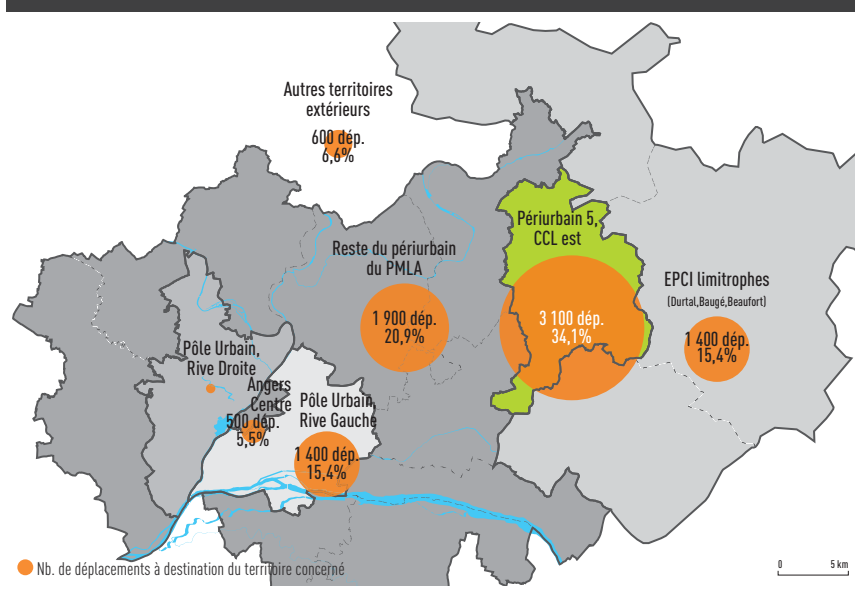 Autres territoires
extérieurs
600 dép.
6,6%
Périurbain 5,
CCL est
3 100 dép.
34,1%
Reste du périurbain
du PMLA
1 900 dép.
20,9%
EPCI limitrophes
(Durtal,Baugé,Beaufort)
1 400 dép.
15,4%
Pôle Urbain,
Rive Droite
Angers
Centre
500 dép.
5,5%
Pôle Urbain,
Rive Gauche
1 400 dép.
15,4%
Nb. de déplacements à destination du territoire concerné
0 5 km